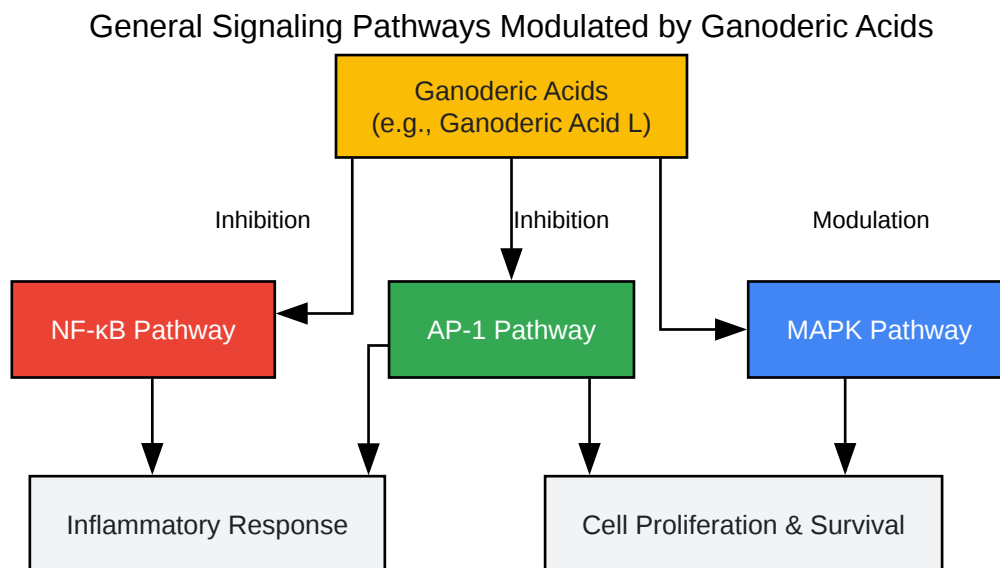 General Signaling Pathways Modulated by Ganoderic Acids
Ganoderic Acids
(e.g., Ganoderic Acid L)
Inhibition
Inhibition
Modulation
NF-κB Pathway
AP-1 Pathway
MAPK Pathway
Inflammatory Response
Cell Proliferation & Survival